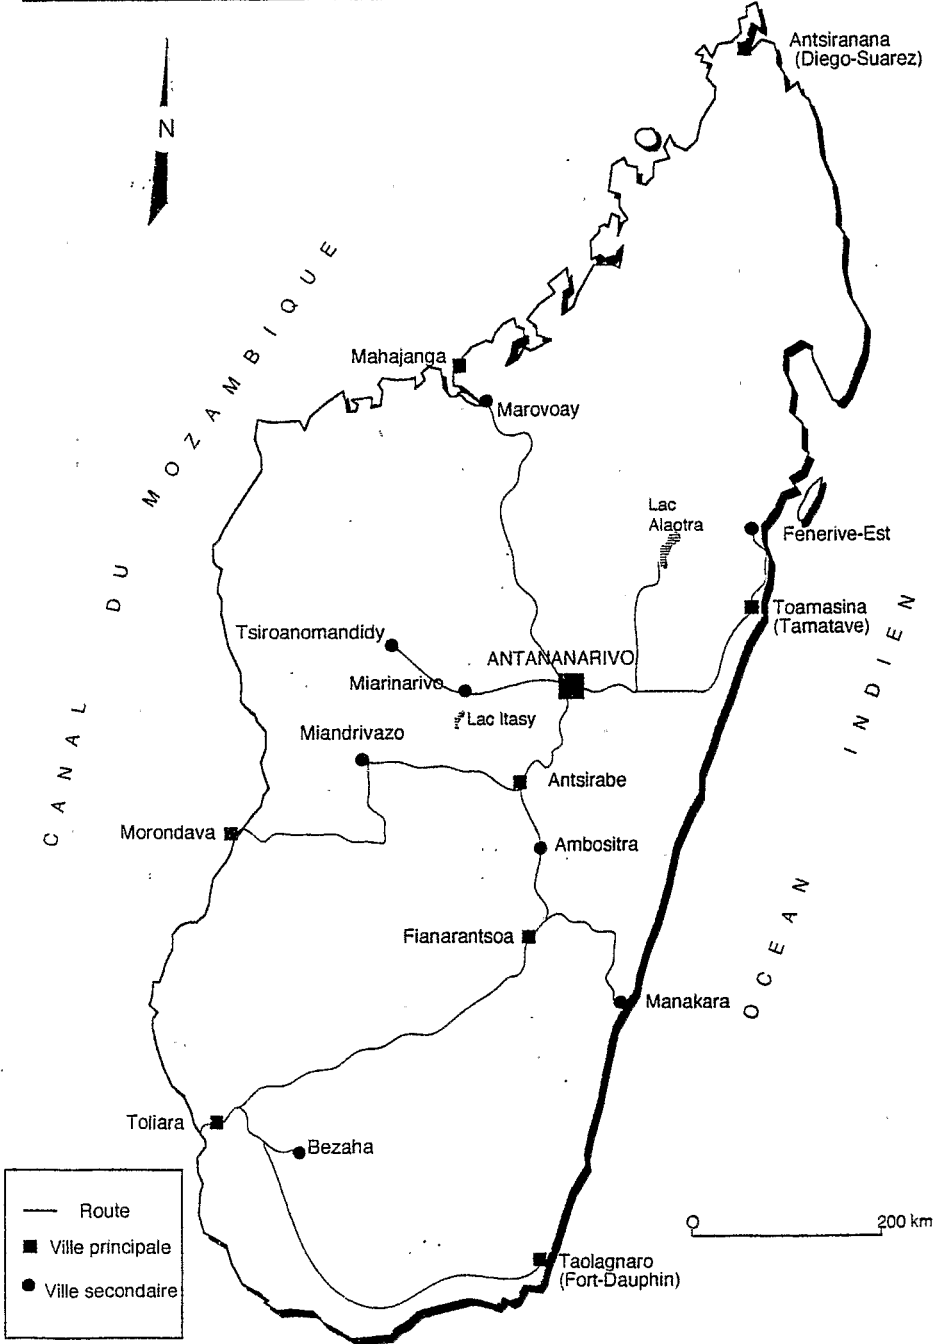 Antsiranana
(Diego-Suarez)
N
CANAL DU MOZAMBIQUE
Mahajanga
Marovoay
Lac
Alaotra
Fenerive-Est
Toamasina
(Tamatave)
Tsiroanomandidy
ANTANANARIVO
Miarinarivo
Lac Itasy
Miandrivazo
Antsirabe
Morondava
Ambositra
OCEAN INDIEN
Fianarantsoa
Manakara
Toliara
Bezaha
Route
Ville principale
Ville secondaire
0 200 km
Taolagnaro
(Fort-Dauphin)